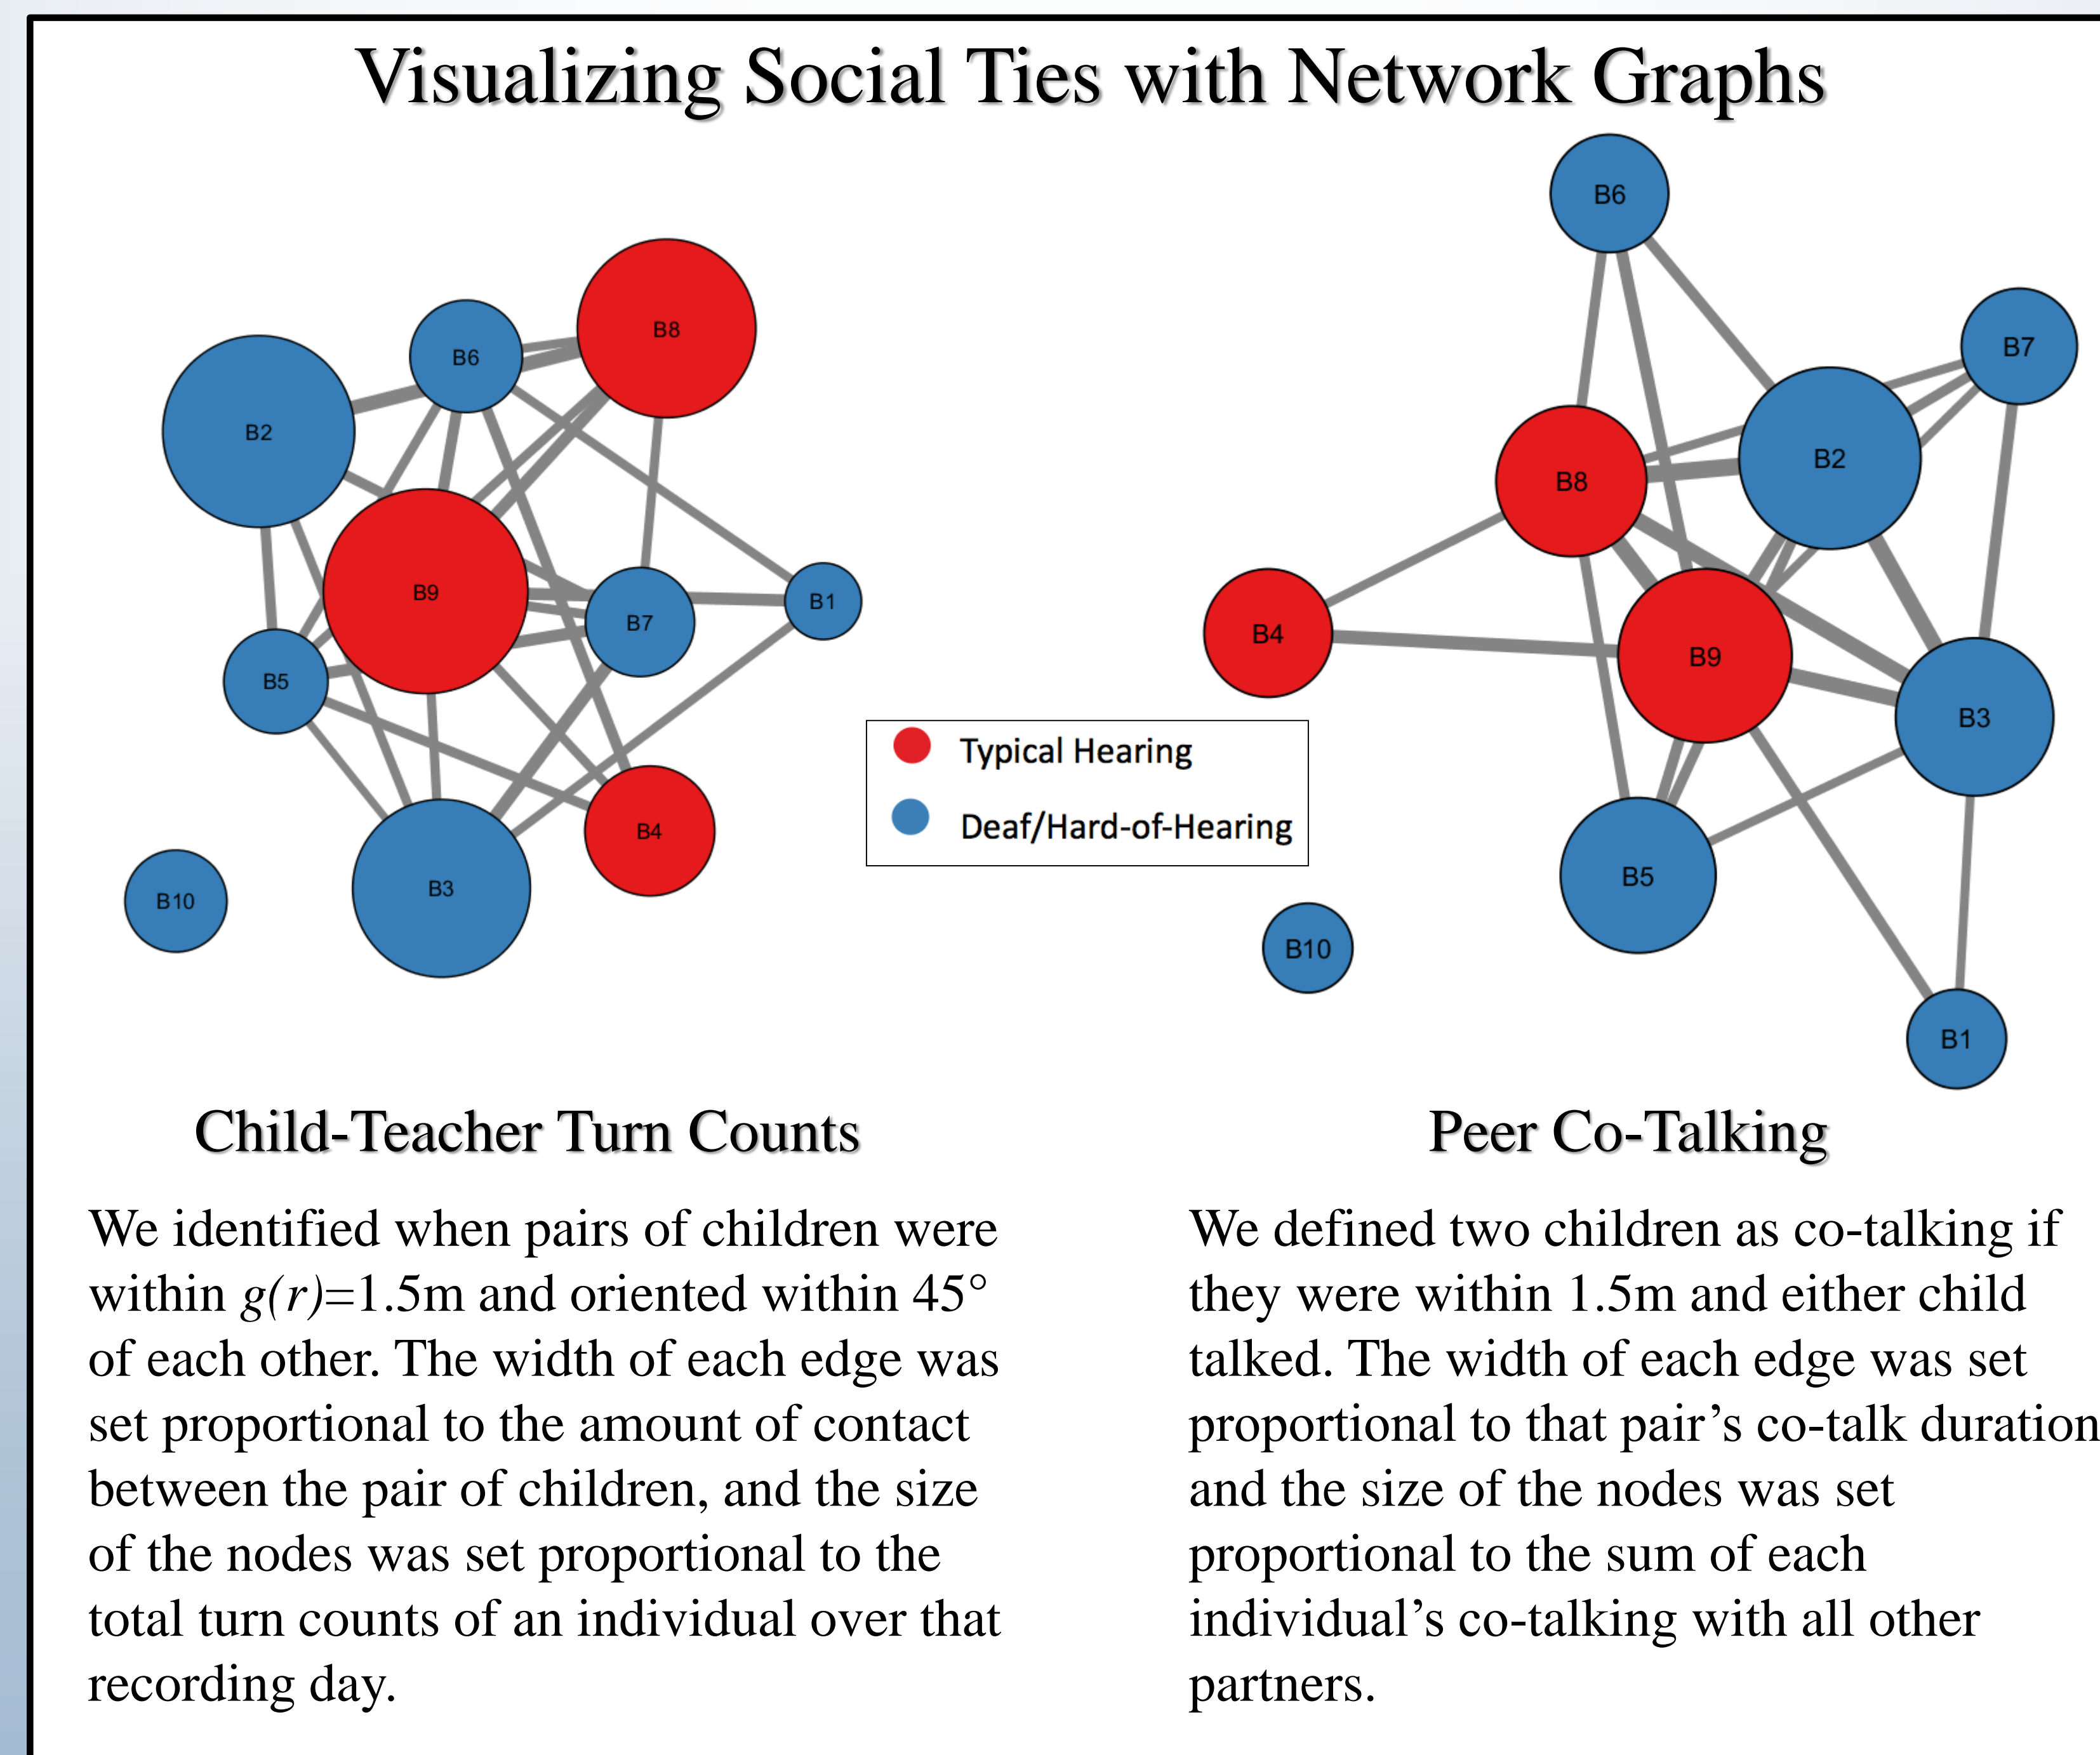 Visualizing Social Ties with Network Graphs
B6
B8
B2
B9
B7
B1
B5
B4
B3
B10
B6
B7
B2
B8
B4
B9
B3
B5
B10
B1
Typical Hearing
Deaf/Hard-of-Hearing
Child-Teacher Turn Counts
We identified when pairs of children were
within g(r)=1.5m and oriented within 45°
of each other. The width of each edge was
set proportional to the amount of contact
between the pair of children, and the size
of the nodes was set proportional to the
total turn counts of an individual over that
recording day.
Peer Co-Talking
We defined two children as co-talking if
they were within 1.5m and either child
talked. The width of each edge was set
proportional to that pair’s co-talk duration
and the size of the nodes was set
proportional to the sum of each
individual’s co-talking with all other
partners.